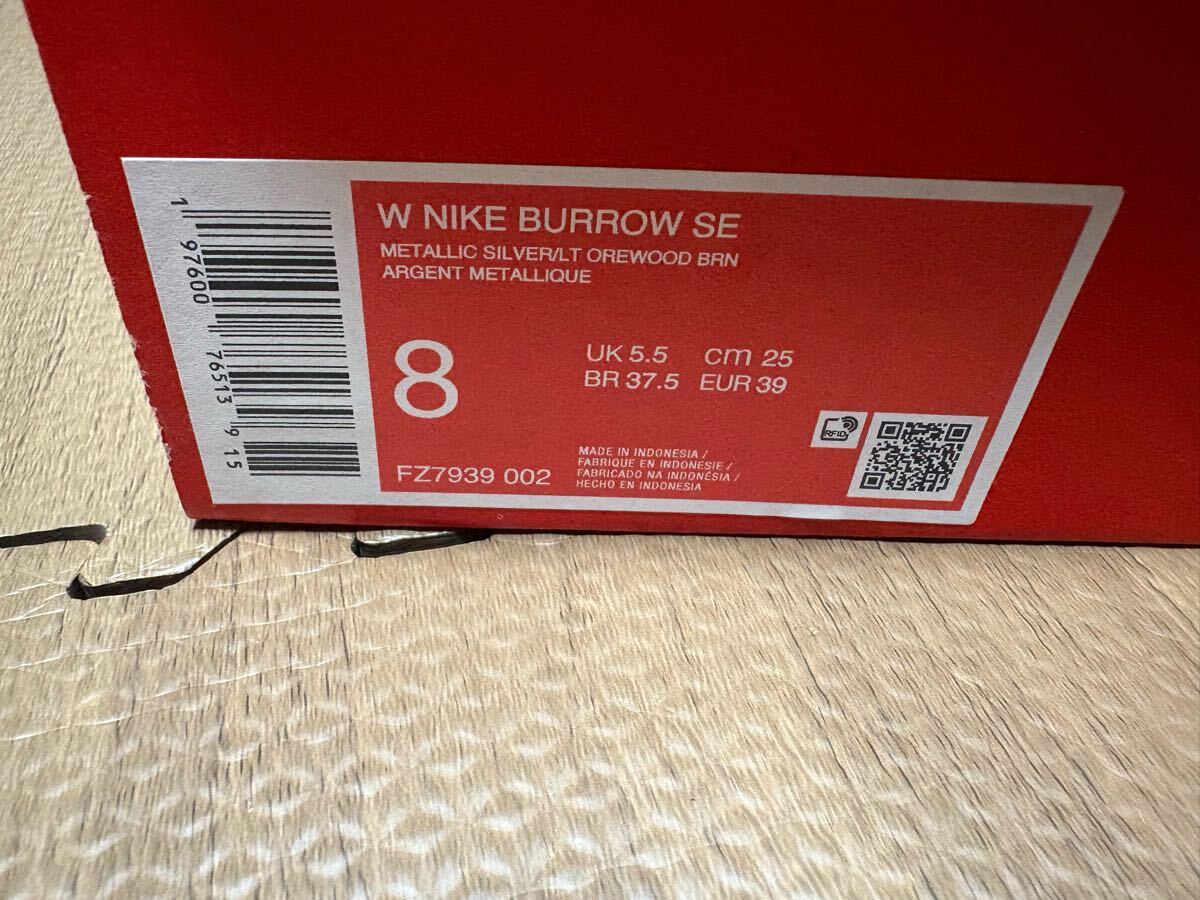 W NIKE BURROW SE
METALLIC SILVER/LT OREWOOD BRN
ARGENT METALLIQUE
8
UK 5.5 cm 25
BR 37.5 EUR 39
FZ7939 002
MADE IN INDONESIA /
FABRIQUE EN INDONESIE /
FABRICADO NA INDONÉSIA /
HECHO EN INDONESIA
RFID
1 97600 76513 9 15